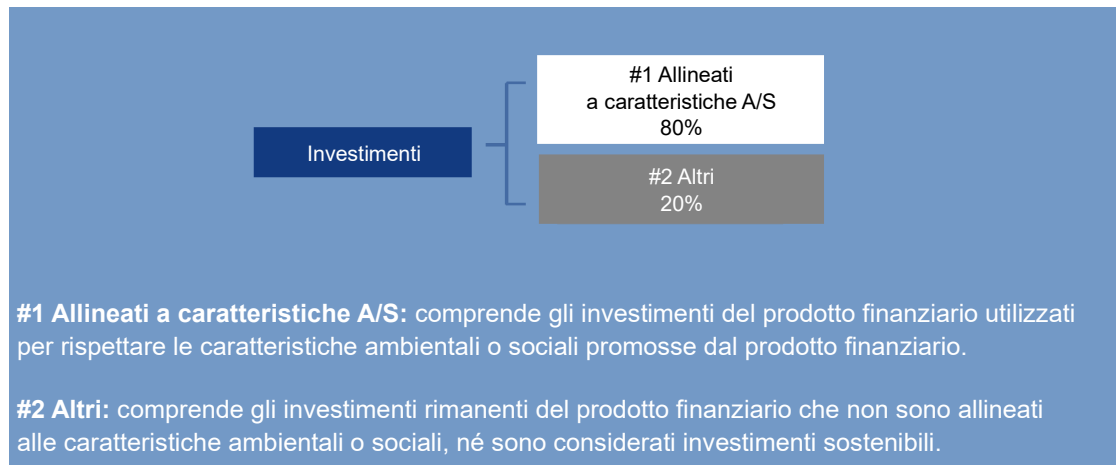 #1 Allineati
a caratteristiche A/S
80%
Investimenti
#2 Altri
20%
#1 Allineati a caratteristiche A/S: comprende gli investimenti del prodotto finanziario utilizzati
per rispettare le caratteristiche ambientali o sociali promosse dal prodotto finanziario.
#2 Altri: comprende gli investimenti rimanenti del prodotto finanziario che non sono allineati
alle caratteristiche ambientali o sociali, né sono considerati investimenti sostenibili.